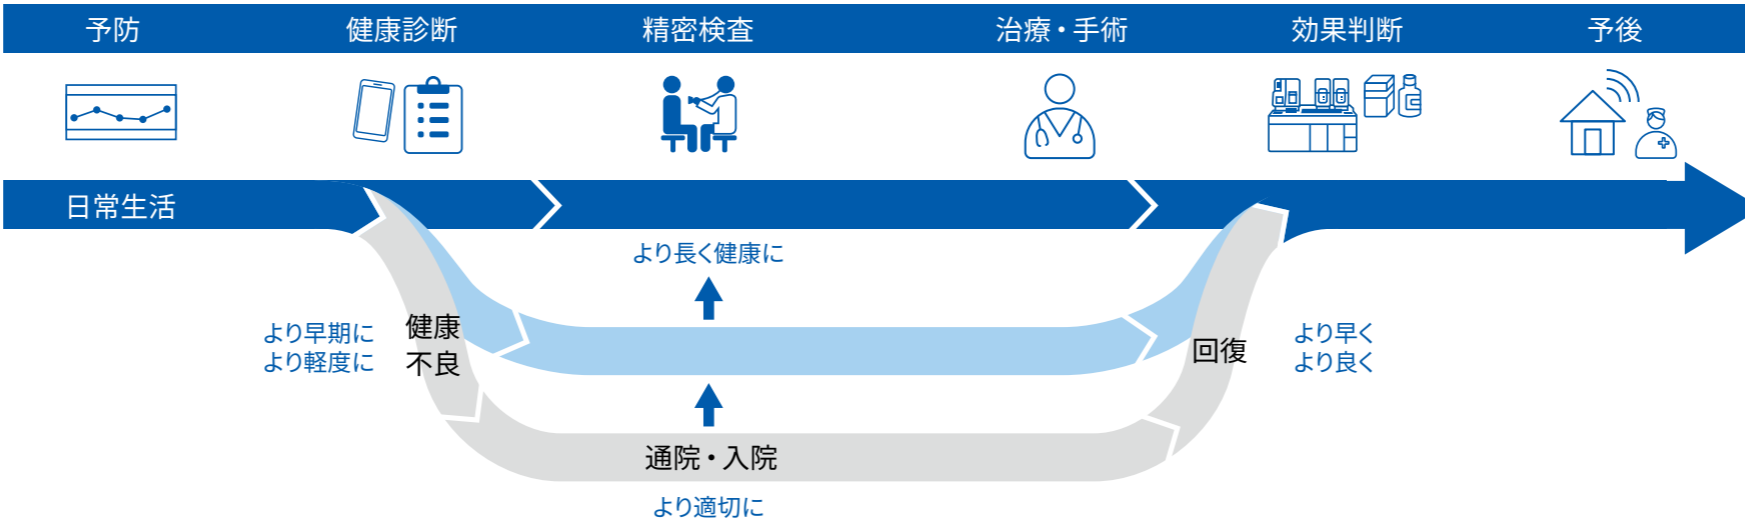 予防
健康診断
精密検査
治療・手術
効果判断
予後
日常生活
より長く健康に
より早期に
より軽度に
健康
不良
回復
より早く
より良く
通院・入院
より適切に